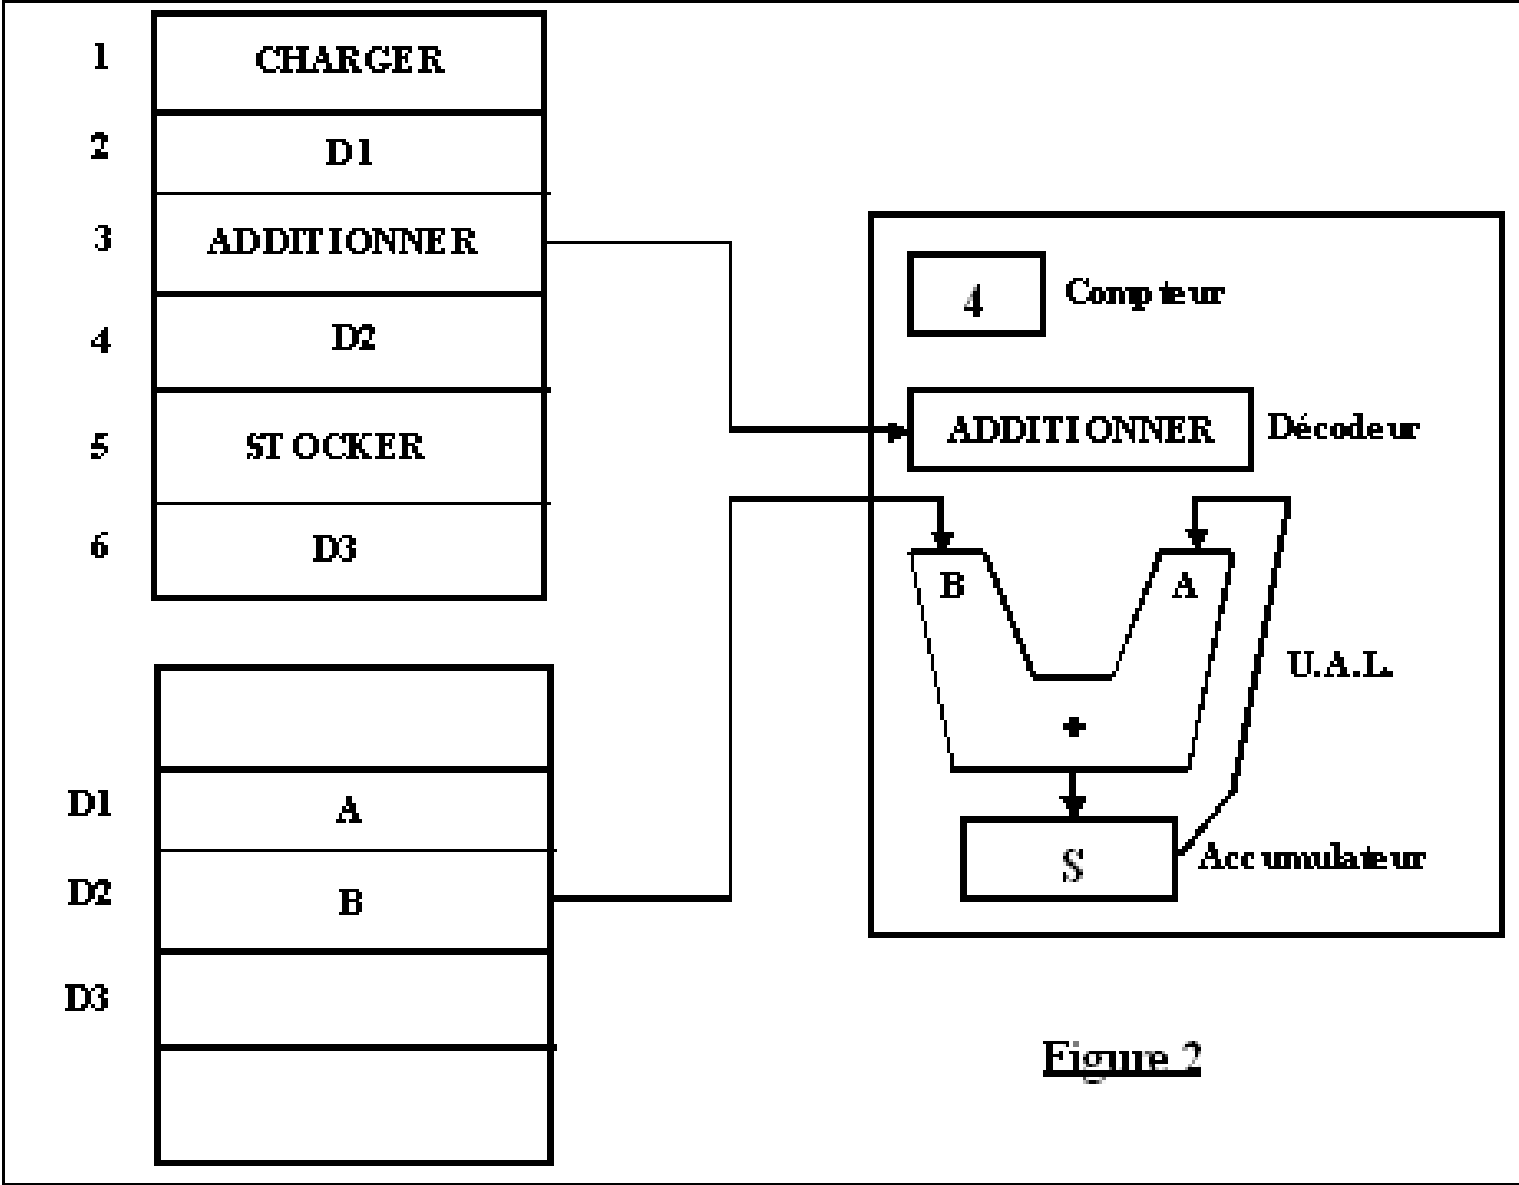 1 CHARGER
2 D1
3 ADDITIONNER
4 D2
5 STOCKER
6 D3
4 Compteur
ADDITIONNER Décodeur
B A
U.A.L.
+
S Accumulateur
D1 A
D2 B
D3
Figure 2